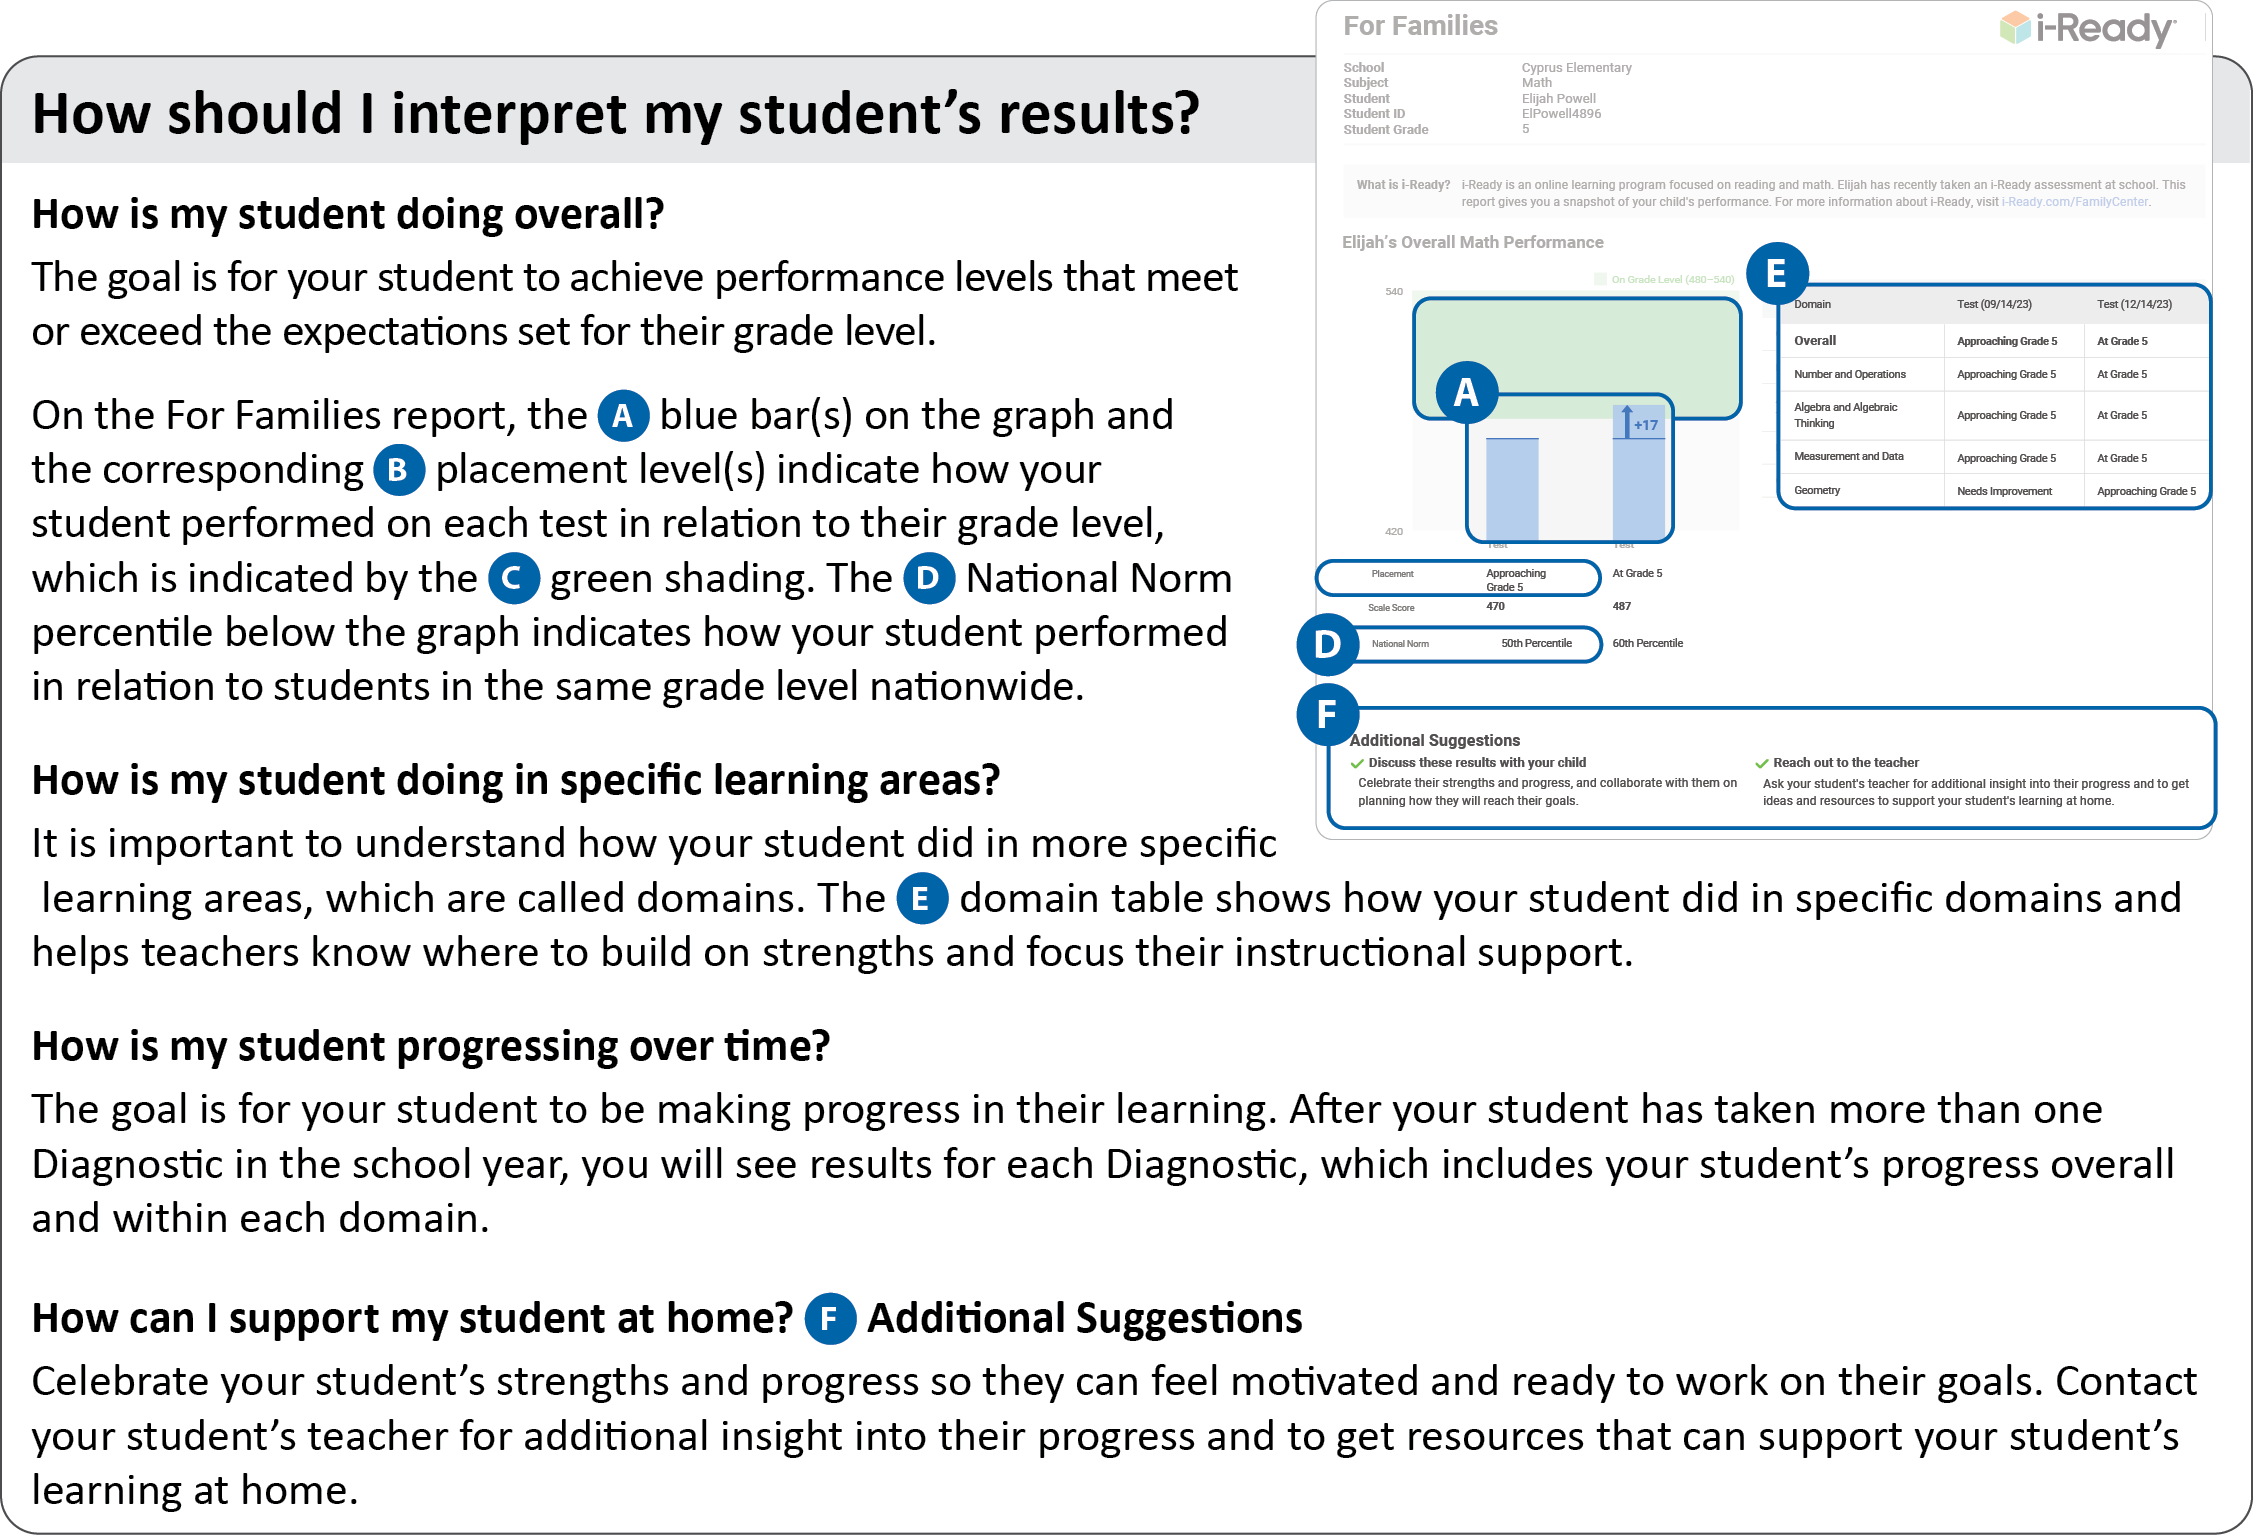 For Families
i-Ready
School Cyprus Elementary
Subject Math
Student Elijah Powell
Student ID ElPowell4896
Student Grade 5
What is i-Ready? i-Ready is an online learning program focused on reading and math. Elijah has recently taken an i-Ready assessment at school. This
report gives you a snapshot of your child's performance. For more information about i-Ready, visit i-Ready.com/FamilyCenter.
Elijah's Overall Math Performance
On Grade Level (480–540)
540
A
+17
420
Test Test
Placement Approaching At Grade 5
Grade 5
Scale Score 470 487
D
National Norm 50th Percentile 60th Percentile
E
Domain Test (09/14/23) Test (12/14/23)
Overall Approaching Grade 5 At Grade 5
Number and Operations Approaching Grade 5 At Grade 5
Algebra and Algebraic
Thinking Approaching Grade 5 At Grade 5
Measurement and Data Approaching Grade 5 At Grade 5
Geometry Needs Improvement Approaching Grade 5
F
Additional Suggestions
Discuss these results with your child
Celebrate their strengths and progress, and collaborate with them on
planning how they will reach their goals.
Reach out to the teacher
Ask your student's teacher for additional insight into their progress and to get
ideas and resources to support your student's learning at home.
How should I interpret my student's results?
How is my student doing overall?
The goal is for your student to achieve performance levels that meet
or exceed the expectations set for their grade level.
On the For Families report, the A blue bar(s) on the graph and
the corresponding B placement level(s) indicate how your
student performed on each test in relation to their grade level,
which is indicated by the C green shading. The D National Norm
percentile below the graph indicates how your student performed
in relation to students in the same grade level nationwide.
How is my student doing in specific learning areas?
It is important to understand how your student did in more specific
learning areas, which are called domains. The E domain table shows how your student did in specific domains and
helps teachers know where to build on strengths and focus their instructional support.
How is my student progressing over time?
The goal is for your student to be making progress in their learning. After your student has taken more than one
Diagnostic in the school year, you will see results for each Diagnostic, which includes your student's progress overall
and within each domain.
How can I support my student at home? F Additional Suggestions
Celebrate your student's strengths and progress so they can feel motivated and ready to work on their goals. Contact
your student's teacher for additional insight into their progress and to get resources that can support your student's
learning at home.